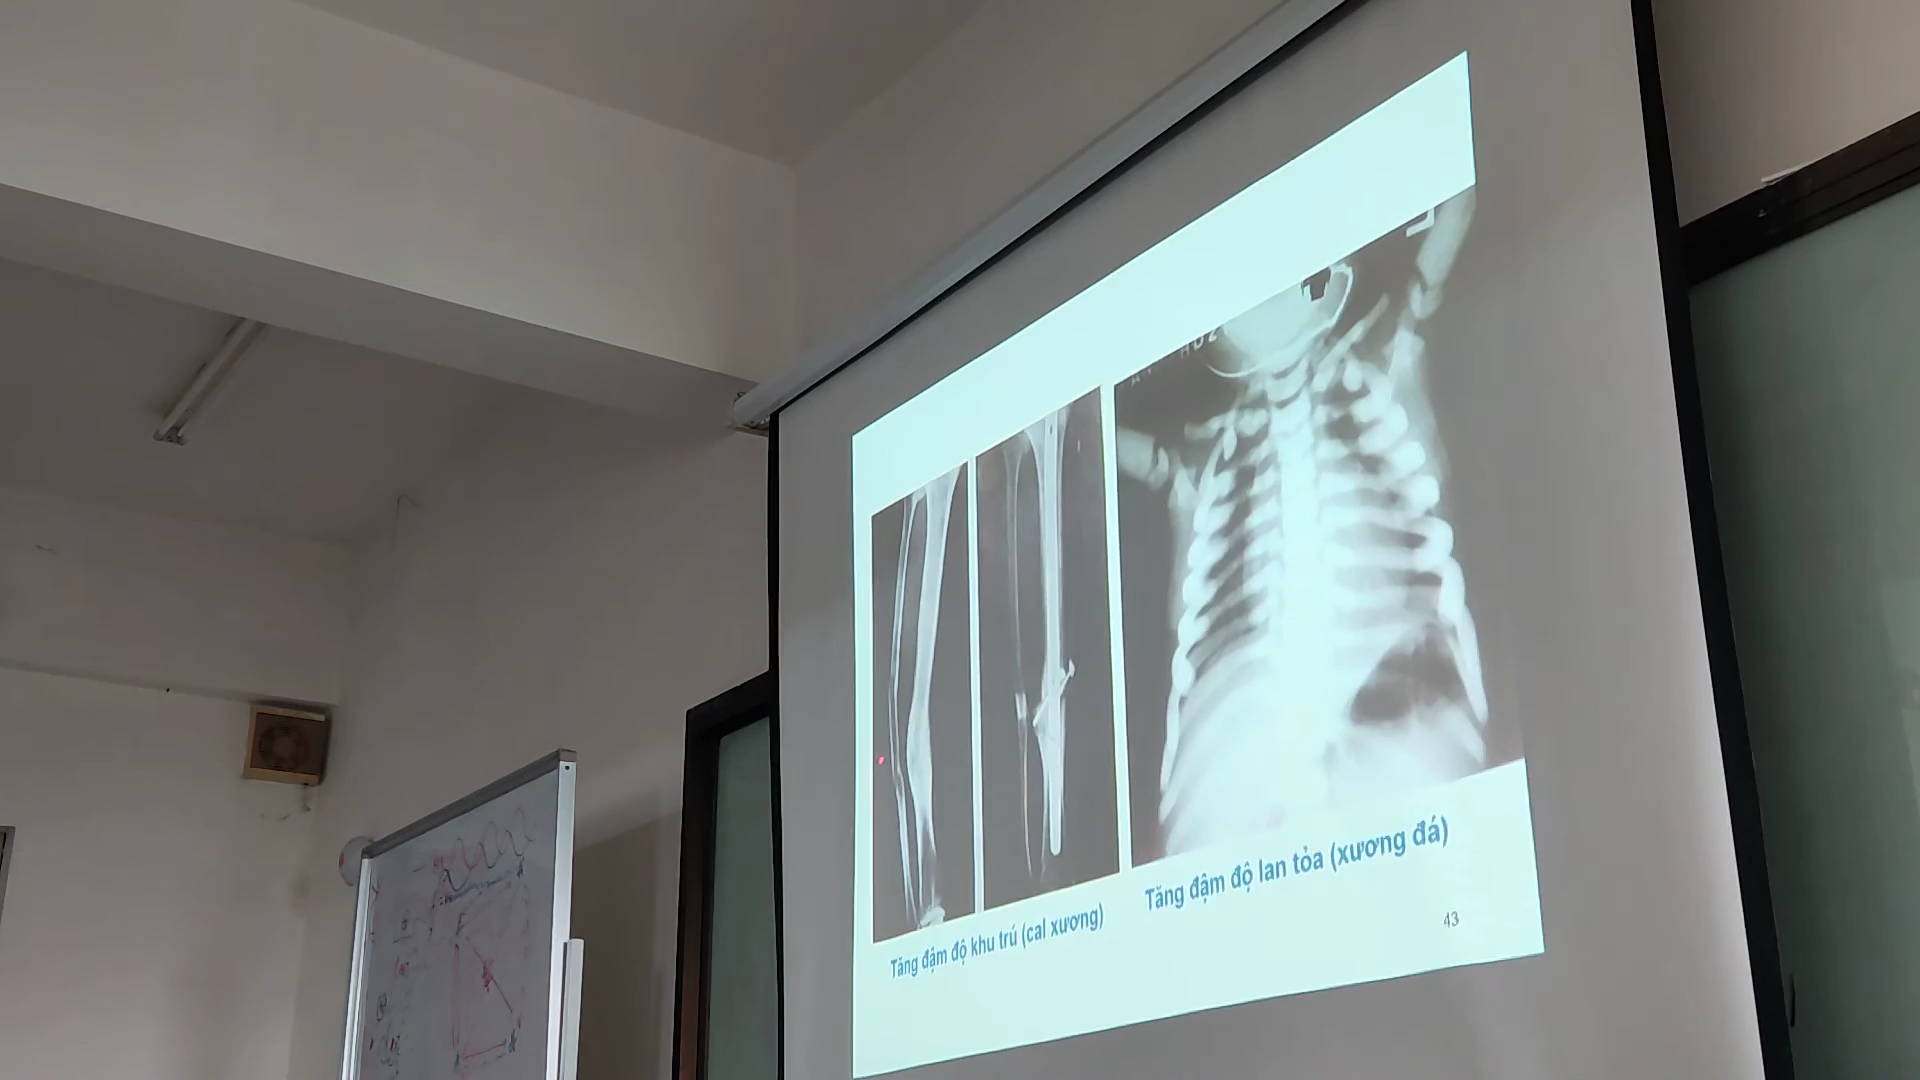 Tăng đậm độ khu trú (cal xương)
Tăng đậm độ lan tỏa (xương đá)
43